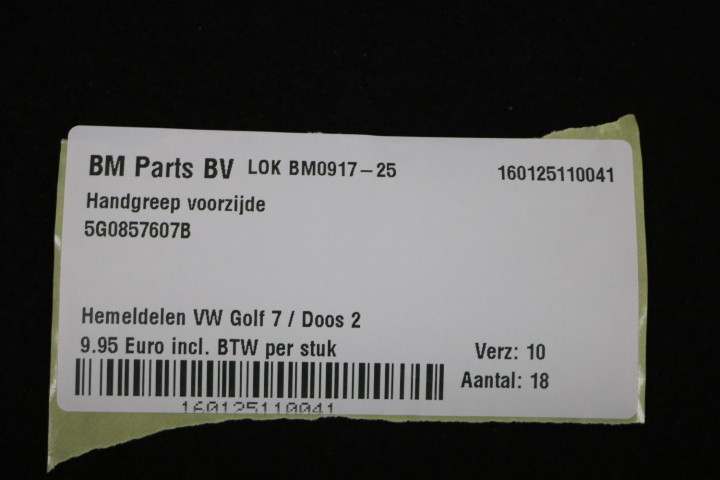 BM Parts BV LOK BM0917-25 160125110041
Handgreep voorzijde
5G0857607B
Hemeldelen VW Golf 7 / Doos 2
9.95 Euro incl. BTW per stuk Verz: 10
Aantal: 18
160125110041